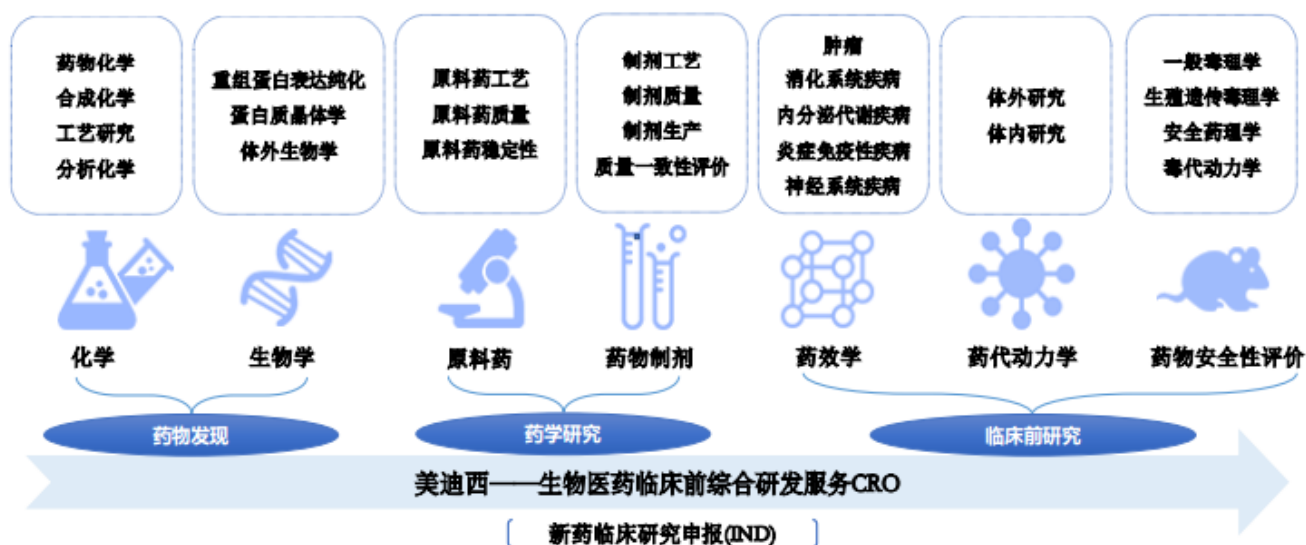 药物化学
合成化学
工艺研究
分析化学
重组蛋白表达纯化
蛋白质晶体学
体外生物学
原料药工艺
原料药质量
原料药稳定性
制剂工艺
制剂质量
制剂生产
质量一致性评价
肿瘤
消化系统疾病
内分泌代谢疾病
炎症免疫性疾病
神经系统疾病
体外研究
体内研究
一般毒理学
生殖遗传毒理学
安全药理学
毒代动力学
化学
生物学
原料药
药物制剂
药效学
药代动力学
药物安全性评价
药物发现
药学研究
临床前研究
美迪西——生物医药临床前综合研发服务CRO
新药临床研究申报(IND)